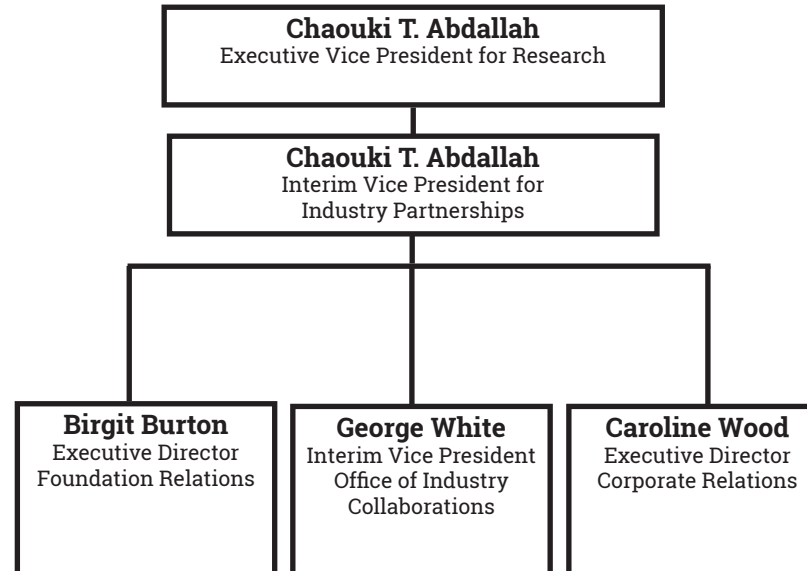 Chaouki T. Abdallah
Executive Vice President for Research
Chaouki T. Abdallah
Interim Vice President for
Industry Partnerships
Birgit Burton
Executive Director
Foundation Relations
George White
Interim Vice President
Office of Industry
Collaborations
Caroline Wood
Executive Director
Corporate Relations